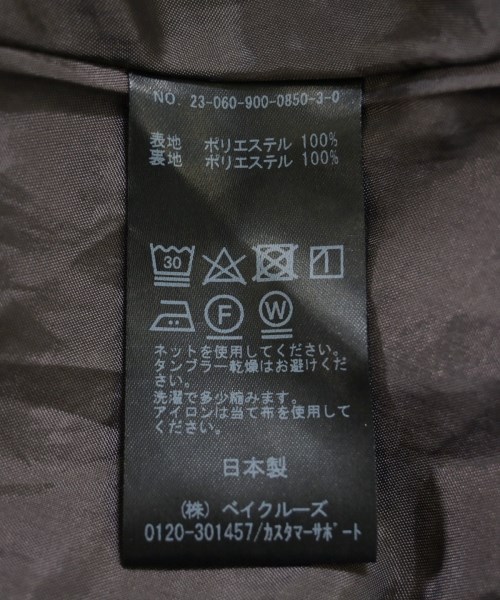 NO. 23-060-900-0850-3-0
表地 ポリエステル 100%
裏地 ポリエステル 100%
30
F W
ネットを使用してください。
タンブラー乾燥はお避けくだ
さい。
洗濯で多少縮みます。
アイロンは当て布を使用して
ください。
日本製
(株) ベイクルーズ
0120-301457/ｶｽﾀﾏｰｻﾎﾟｰﾄ